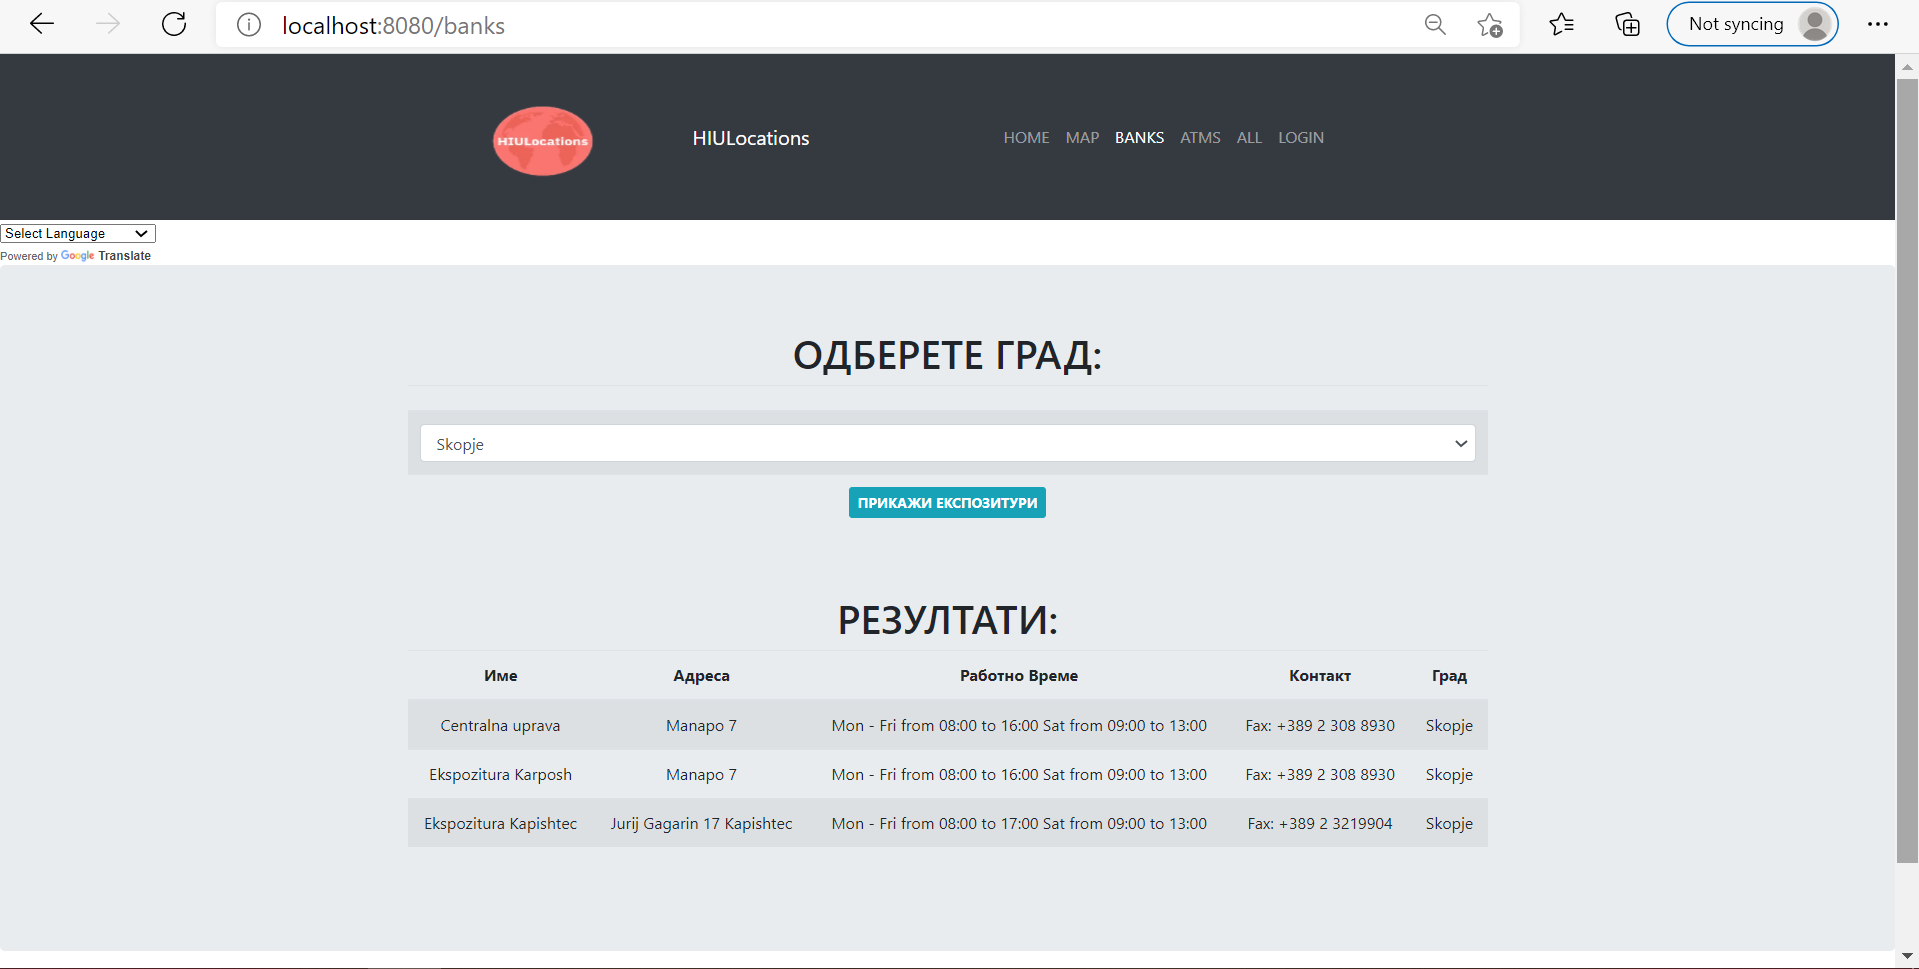 localhost:8080/banks
Not syncing
HIULocations
HIULocations
HOME MAP BANKS ATMS ALL LOGIN
Select Language
Powered by Google Translate
ОДБЕРЕТЕ ГРАД:
Skopje
ПРИКАЖИ ЕКСПОЗИТУРИ
РЕЗУЛТАТИ:
Име Адреса Работно Време Контакт Град
Centralna uprava Manapo 7 Mon - Fri from 08:00 to 16:00 Sat from 09:00 to 13:00 Fax: +389 2 308 8930 Skopje
Ekspozitura Karposh Manapo 7 Mon - Fri from 08:00 to 16:00 Sat from 09:00 to 13:00 Fax: +389 2 308 8930 Skopje
Ekspozitura Kapishtec Jurij Gagarin 17 Kapishtec Mon - Fri from 08:00 to 17:00 Sat from 09:00 to 13:00 Fax: +389 2 3219904 Skopje